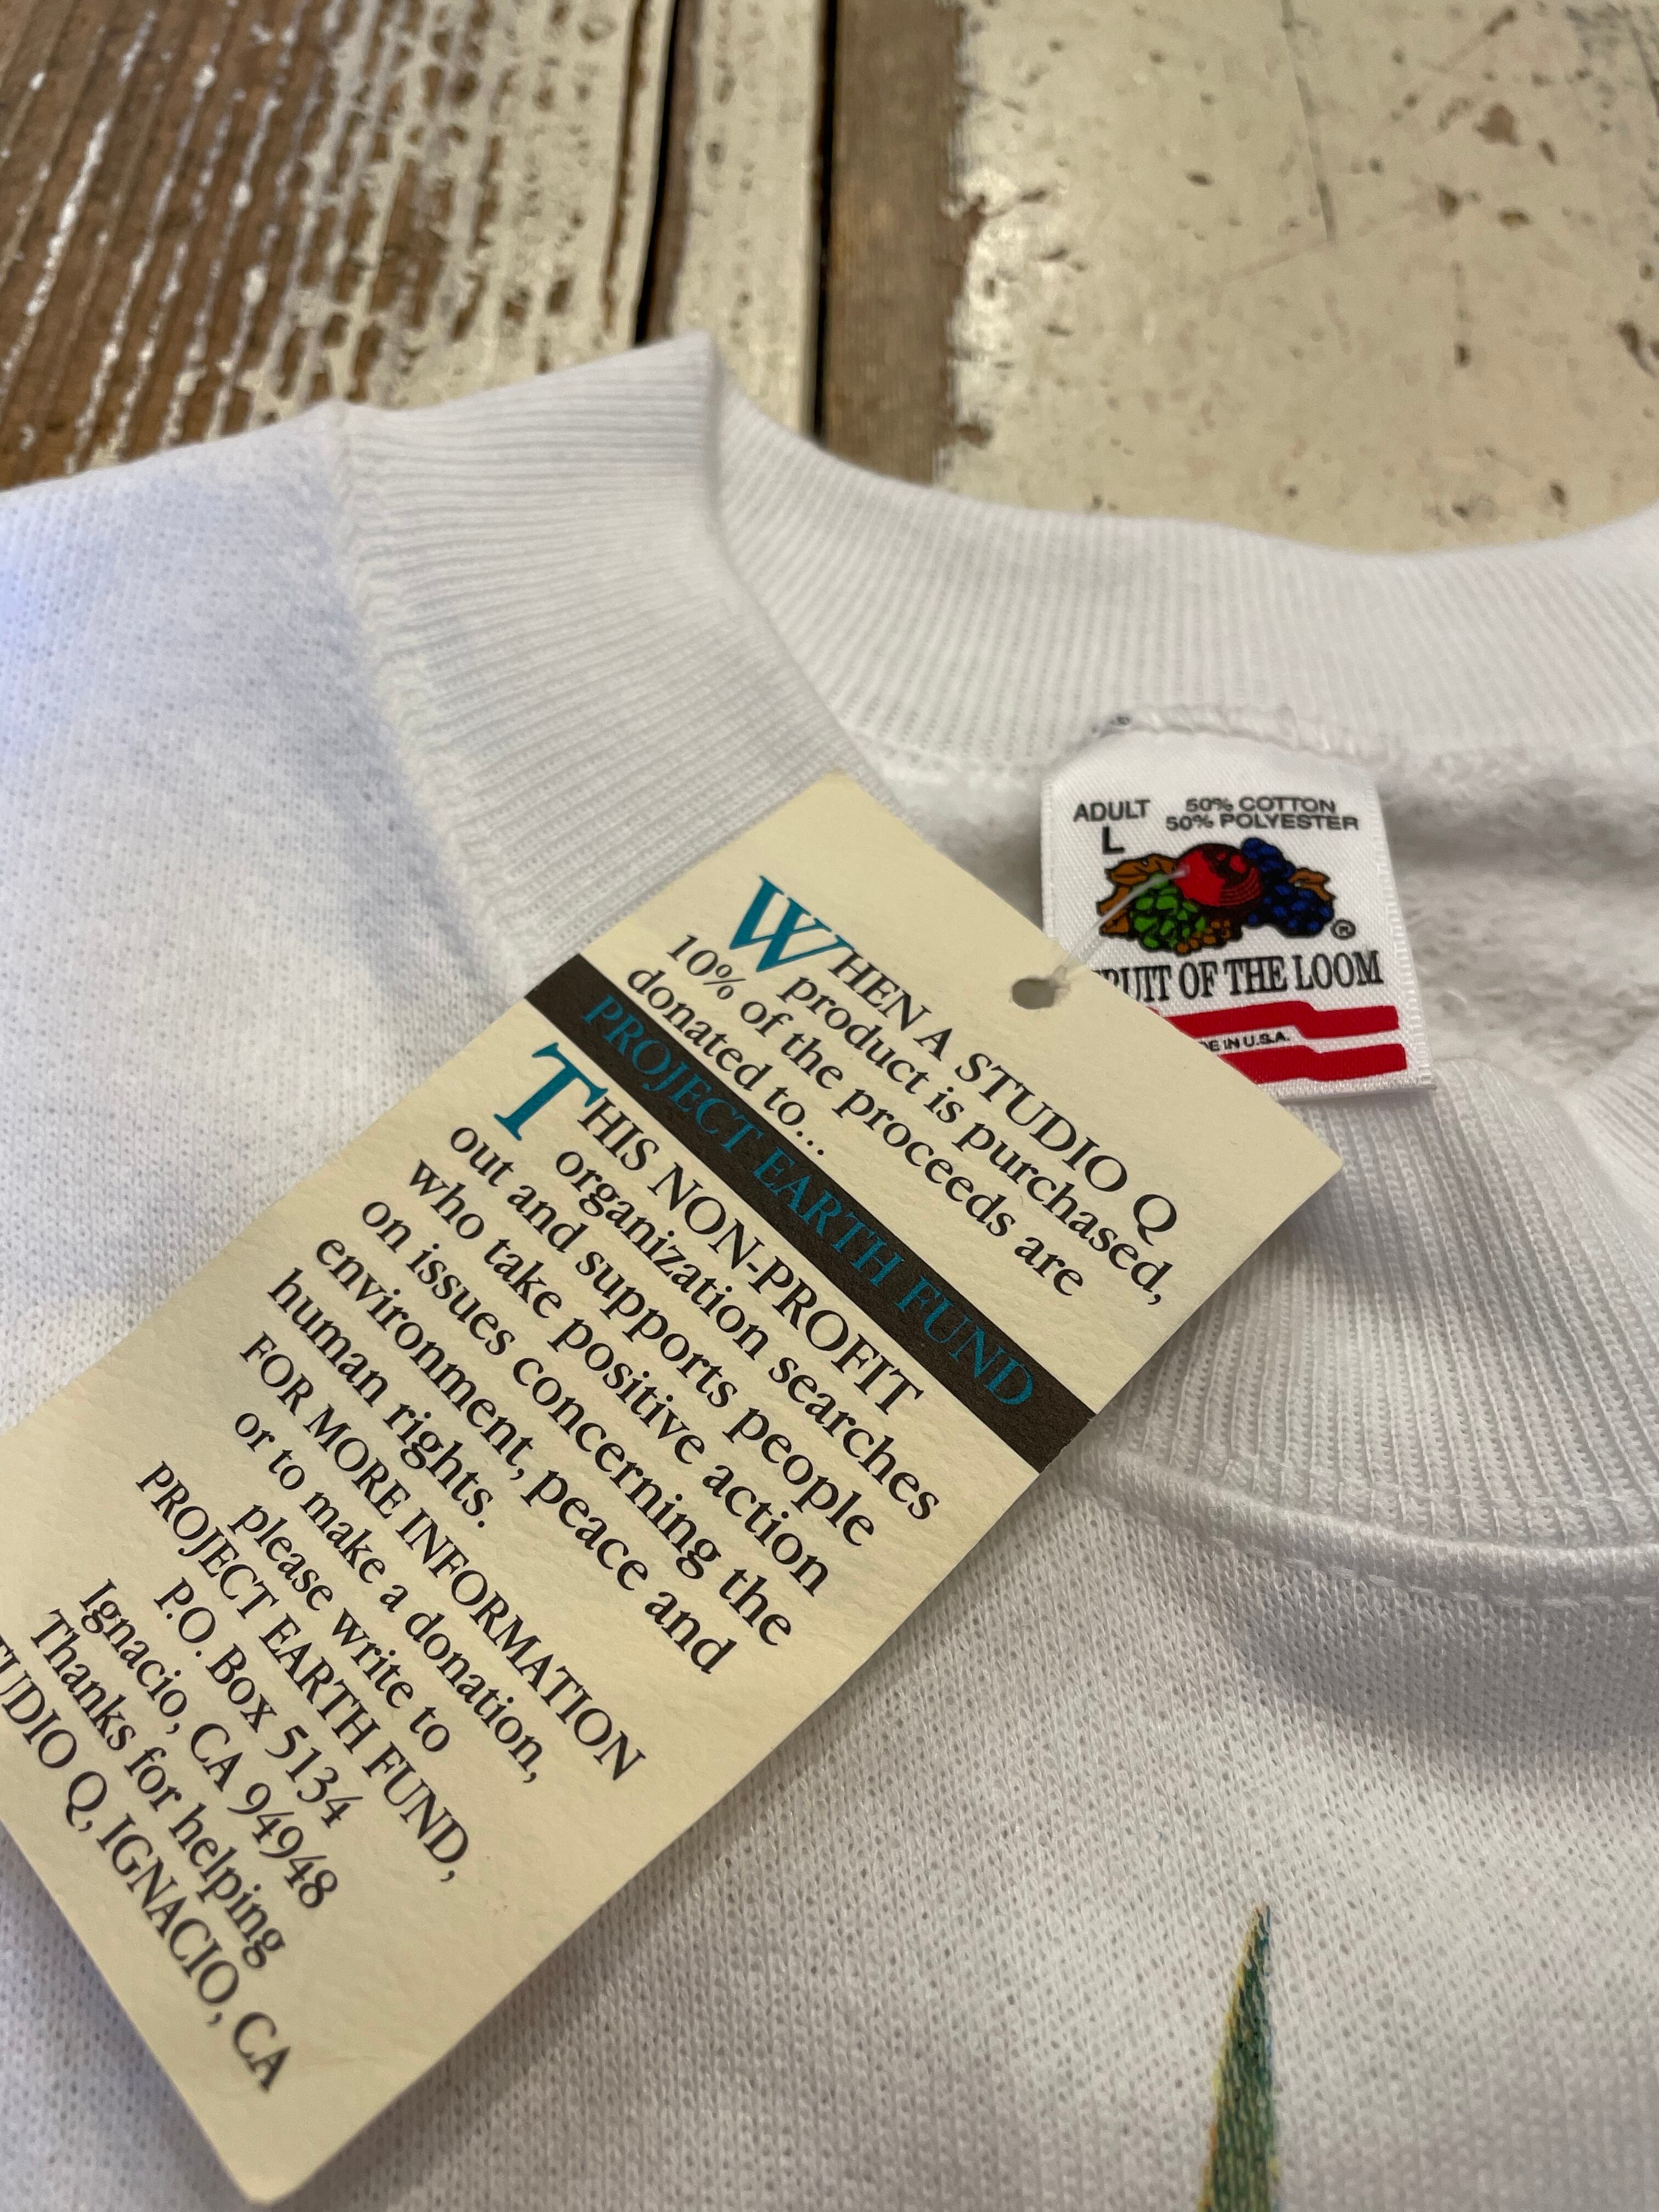 WHEN A STUDIO Q
product is purchased,
10% of the proceeds are
donated to...
PROJECT EARTH FUND
THIS NON-PROFIT
organization searches
out and supports people
who take positive action
on issues concerning the
environment, peace and
human rights.
FOR MORE INFORMATION
or to make a donation,
please write to
PROJECT EARTH FUND,
P.O. Box 5134
Ignacio, CA 94948
Thanks for helping
TUDIO Q, IGNACIO, CA
ADULT
L
50% COTTON
50% POLYESTER
®
RUIT OF THE LOOM
DE IN U.S.A.